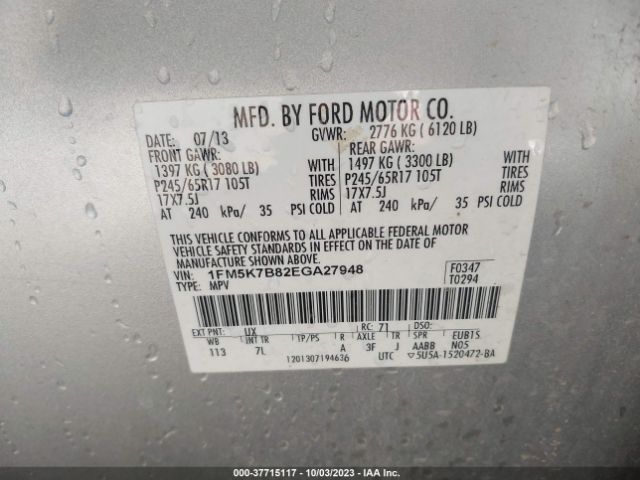 MFD. BY FORD MOTOR CO.
DATE: 07/13 GVWR: 2776 KG ( 6120 LB)
FRONT GAWR: REAR GAWR:
1397 KG ( 3080 LB) WITH 1497 KG ( 3300 LB) WITH
P245/65R17 105T TIRES P245/65R17 105T TIRES
17X7.5J RIMS 17X7.5J RIMS
AT 240 kPa/ 35 PSI COLD AT 240 kPa/ 35 PSI COLD
THIS VEHICLE CONFORMS TO ALL APPLICABLE FEDERAL MOTOR
VEHICLE SAFETY STANDARDS IN EFFECT ON THE DATE OF
MANUFACTURE SHOWN ABOVE.
VIN: 1FM5K7B82EGA27948 F0347
TYPE: MPV T0294
EXT PNT: UX RC: 71 DSO:
WB INT TR TP/PS R AXLE TR SPR EUB15
113 7L A 3F J AABB N05
1201307194636 UTC ▽5U5A-1520472-BA
000-37715117 - 10/03/2023 - IAA Inc.